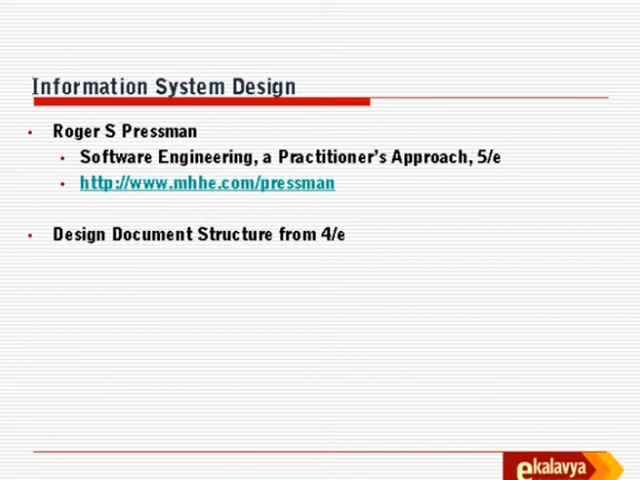 Information System Design
• Roger S Pressman
• Software Engineering, a Practitioner's Approach, 5/e
• http://www.mhhe.com/pressman
• Design Document Structure from 4/e
ekalavya